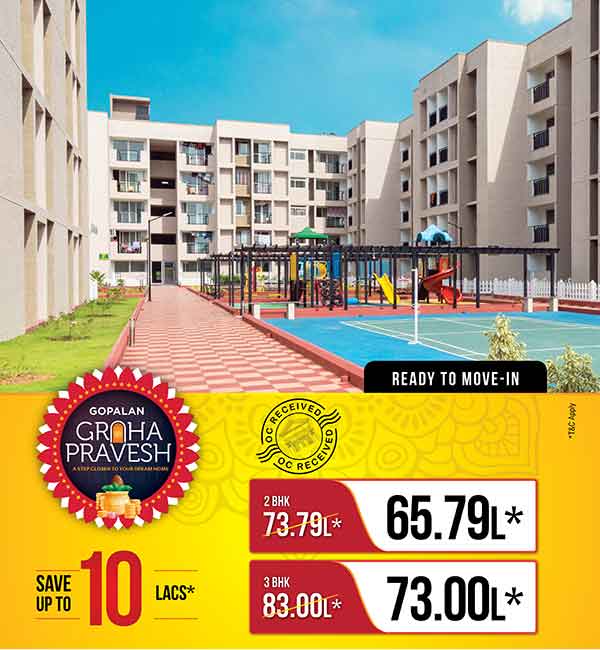 READY TO MOVE-IN
*T&C Apply
GOPALAN
GRAHA
PRAVESH
A STEP CLOSER TO YOUR DREAM HOME
OC RECEIVED
OC RECEIVED
2 BHK
73.79L*
65.79L*
SAVE
UP TO
10
LACS*
3 BHK
83.00L*
73.00L*